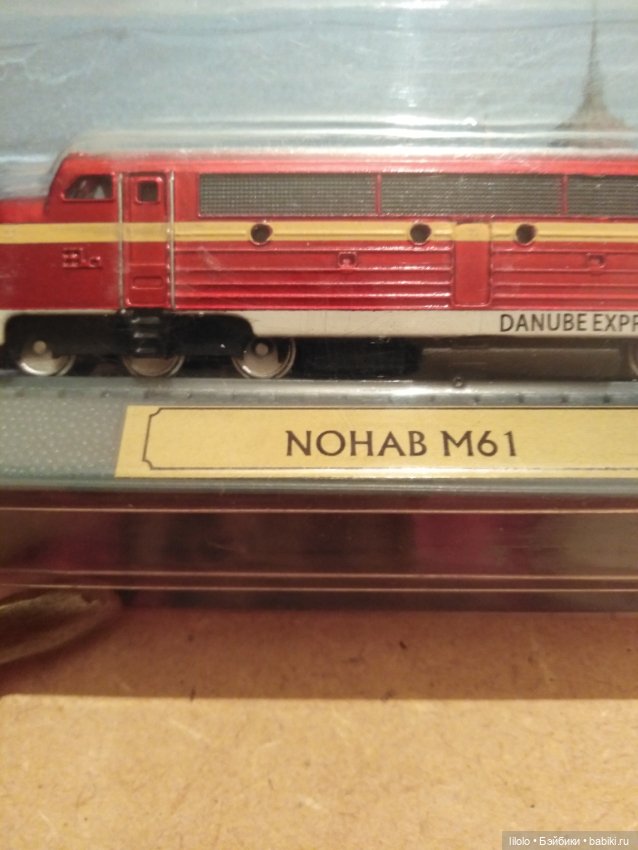 DANUBE EXPR
NOHAB M61
lilolo • Бэйбики • babiki.ru